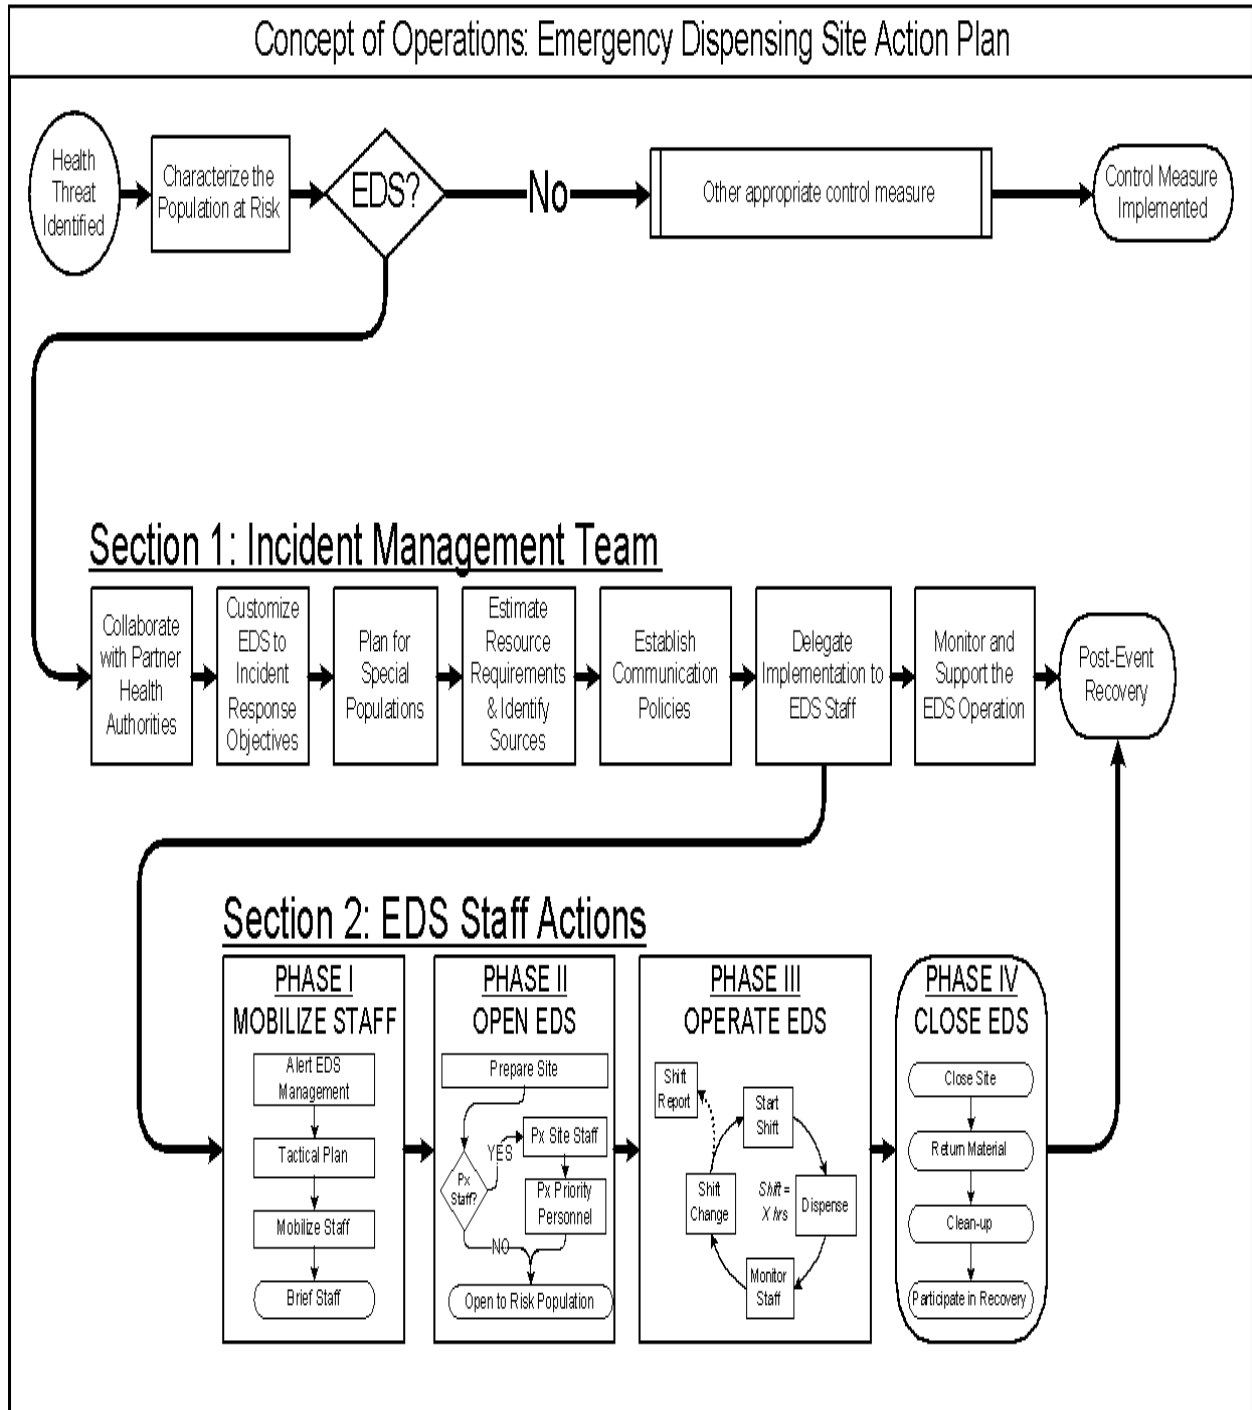 Concept of Operations: Emergency Dispensing Site Action Plan
Health
Threat
Identified
Characterize the
Population at Risk
EDS?
No
Other appropriate control measure
Control Measure
Implemented
Section 1: Incident Management Team
Collaborate
with Partner
Health
Authorities
Customize
EDS to
Incident
Response
Objectives
Plan for
Special
Populations
Estimate
Resource
Requirements
& Identify
Sources
Establish
Communication
Policies
Delegate
Implementation to
EDS Staff
Monitor and
Support the
EDS Operation
Post-Event
Recovery
Section 2: EDS Staff Actions
PHASE I
MOBILIZE STAFF
Alert EDS
Management
Tactical Plan
Mobilize Staff
Brief Staff
PHASE II
OPEN EDS
Prepare Site
Px
Staff?
YES
Px Site Staff
Px Priority
Personnel
NO
Open to Risk Population
PHASE III
OPERATE EDS
Shift
Report
Start
Shift
Shift =
X hrs
Dispense
Monitor
Staff
Shift
Change
PHASE IV
CLOSE EDS
Close Site
Return Material
Clean-up
Participate in Recovery